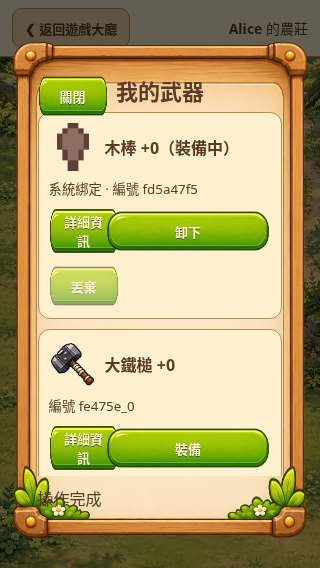 ❮ 返回遊戲大廳
Alice 的農莊
關閉
我的武器
木棒 +0（裝備中）
系統綁定 · 編號 fd5a47f5
詳細資訊
卸下
丟棄
大鐵槌 +0
編號 fe475e_0
詳細資訊
裝備
操作完成